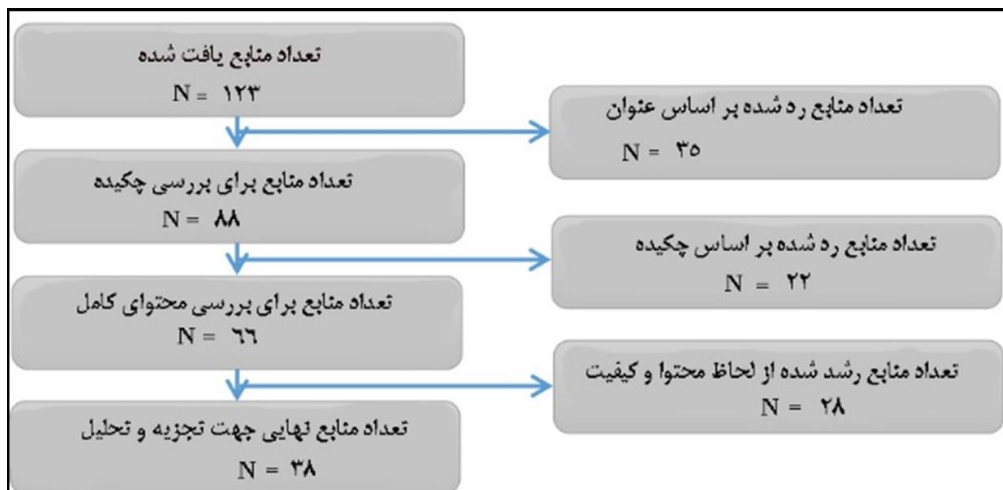 تعداد منابع یافت شده
N = ۱۲۳
تعداد منابع رد شده بر اساس عنوان
N = ۳۵
تعداد منابع برای بررسی چکیده
N = ۸۸
تعداد منابع رد شده بر اساس چکیده
N = ۲۲
تعداد منابع برای بررسی محتوای کامل
N = ٦٦
تعداد منابع رشد شده از لحاظ محتوا و کیفیت
N = ۲۸
تعداد منابع نهایی جهت تجزیه و تحلیل
N = ۳۸